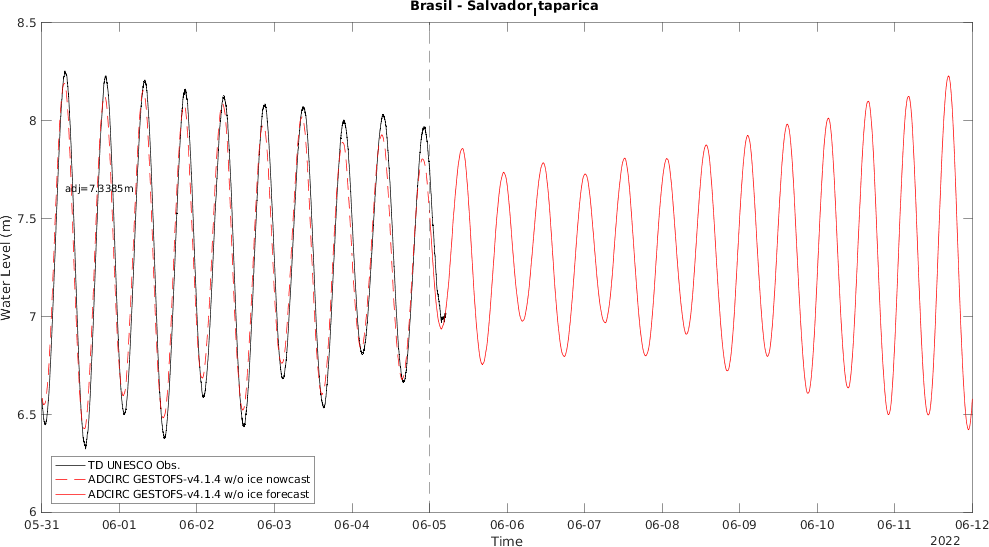 Brasil - Salvador_Itaparica
8.5
8
7.5
7
6.5
6
Water Level (m)
adj=7.3385m
TD UNESCO Obs.
ADCIRC GESTOFS-v4.1.4 w/o ice nowcast
ADCIRC GESTOFS-v4.1.4 w/o ice forecast
05-31 06-01 06-02 06-03 06-04 06-05 06-06 06-07 06-08 06-09 06-10 06-11 06-12
Time
2022